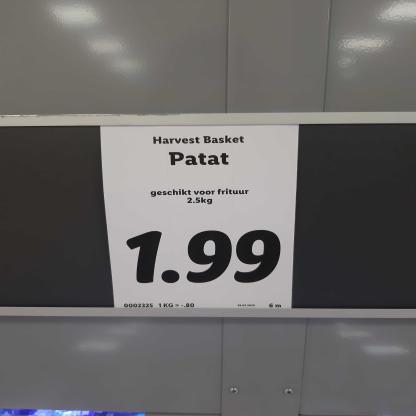 Harvest Basket
Patat
geschikt voor frituur
2.5kg
1.99
0002325 1 KG = -.80 6 m